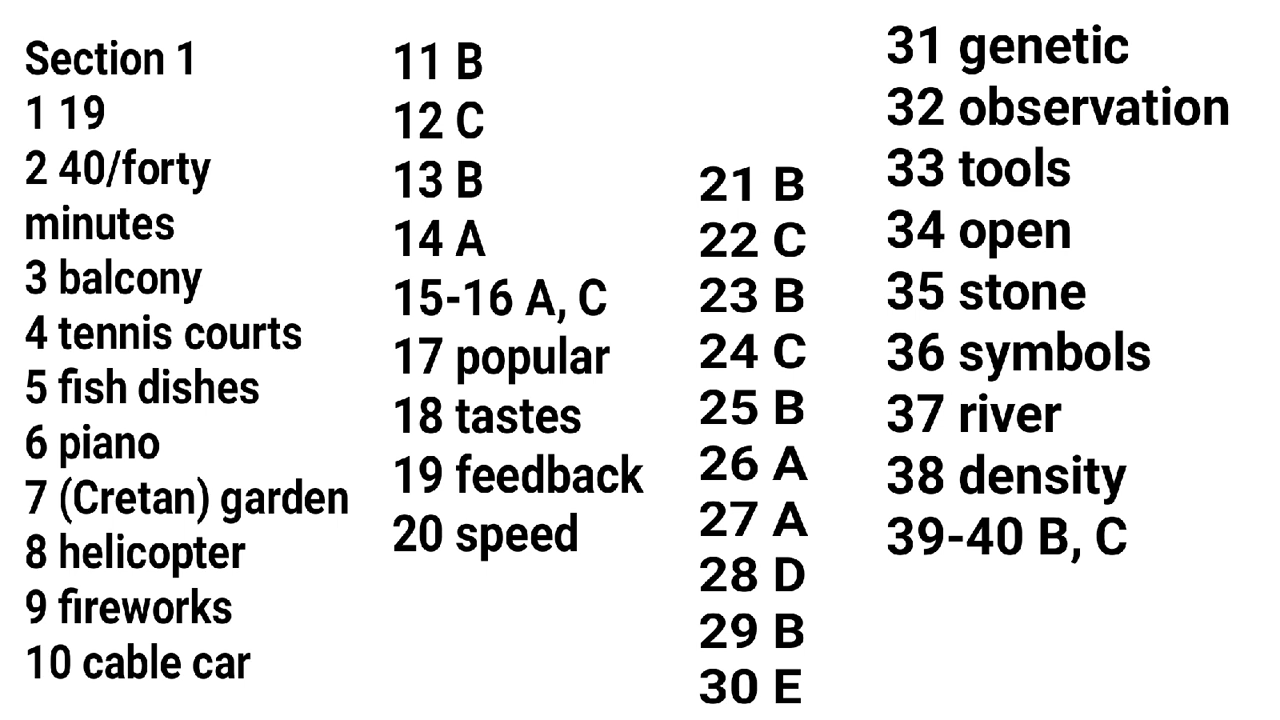 Section 1
1 19
2 40/forty
minutes
3 balcony
4 tennis courts
5 fish dishes
6 piano
7 (Cretan) garden
8 helicopter
9 fireworks
10 cable car
11 B
12 C
13 B
14 A
15-16 A, C
17 popular
18 tastes
19 feedback
20 speed
21 B
22 C
23 B
24 C
25 B
26 A
27 A
28 D
29 B
30 E
31 genetic
32 observation
33 tools
34 open
35 stone
36 symbols
37 river
38 density
39-40 B, C